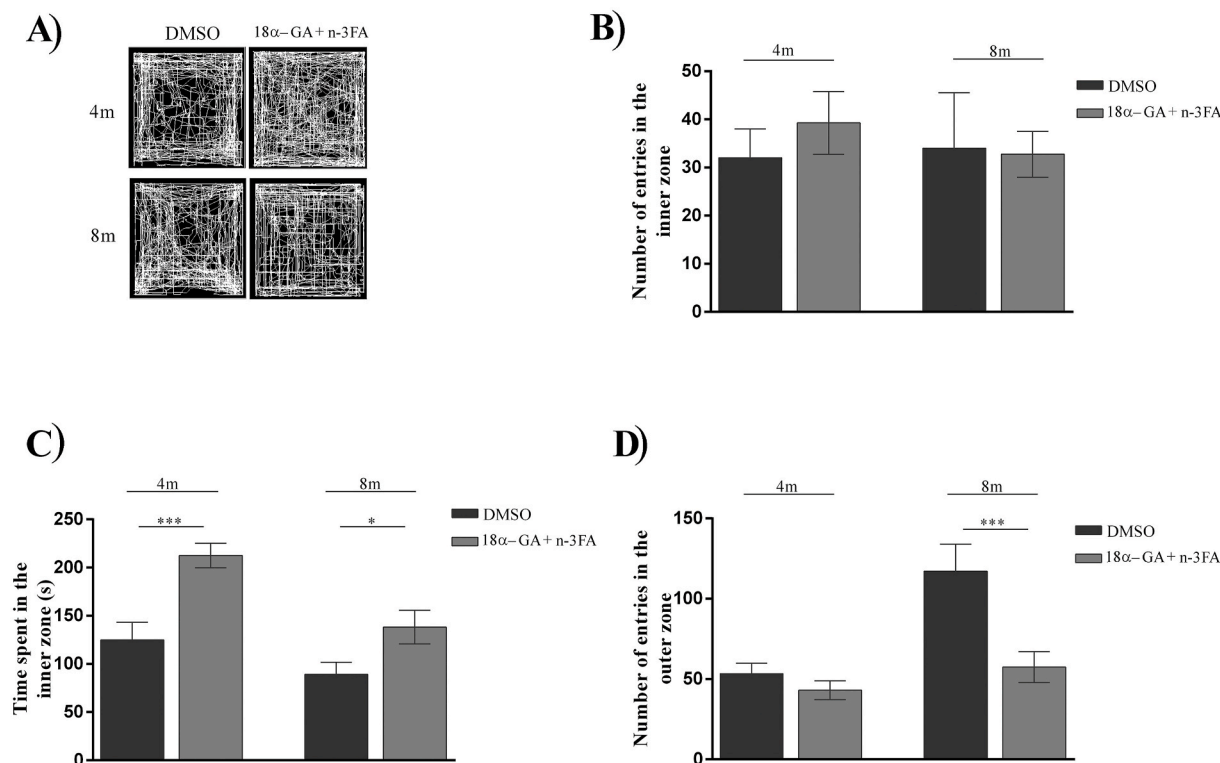 A)
DMSO
18α–GA+ n-3FA
4m
8m
B)
4m
8m
Number of entries in the
inner zone
50
40
30
20
10
0
DMSO
18α–GA+ n-3FA
C)
4m
8m
***
*
Time spent in the
inner zone (s)
250
200
150
100
50
0
DMSO
18α–GA+ n-3FA
D)
4m
8m
***
Number of entries in the
outer zone
150
100
50
0
DMSO
18α–GA+ n-3FA